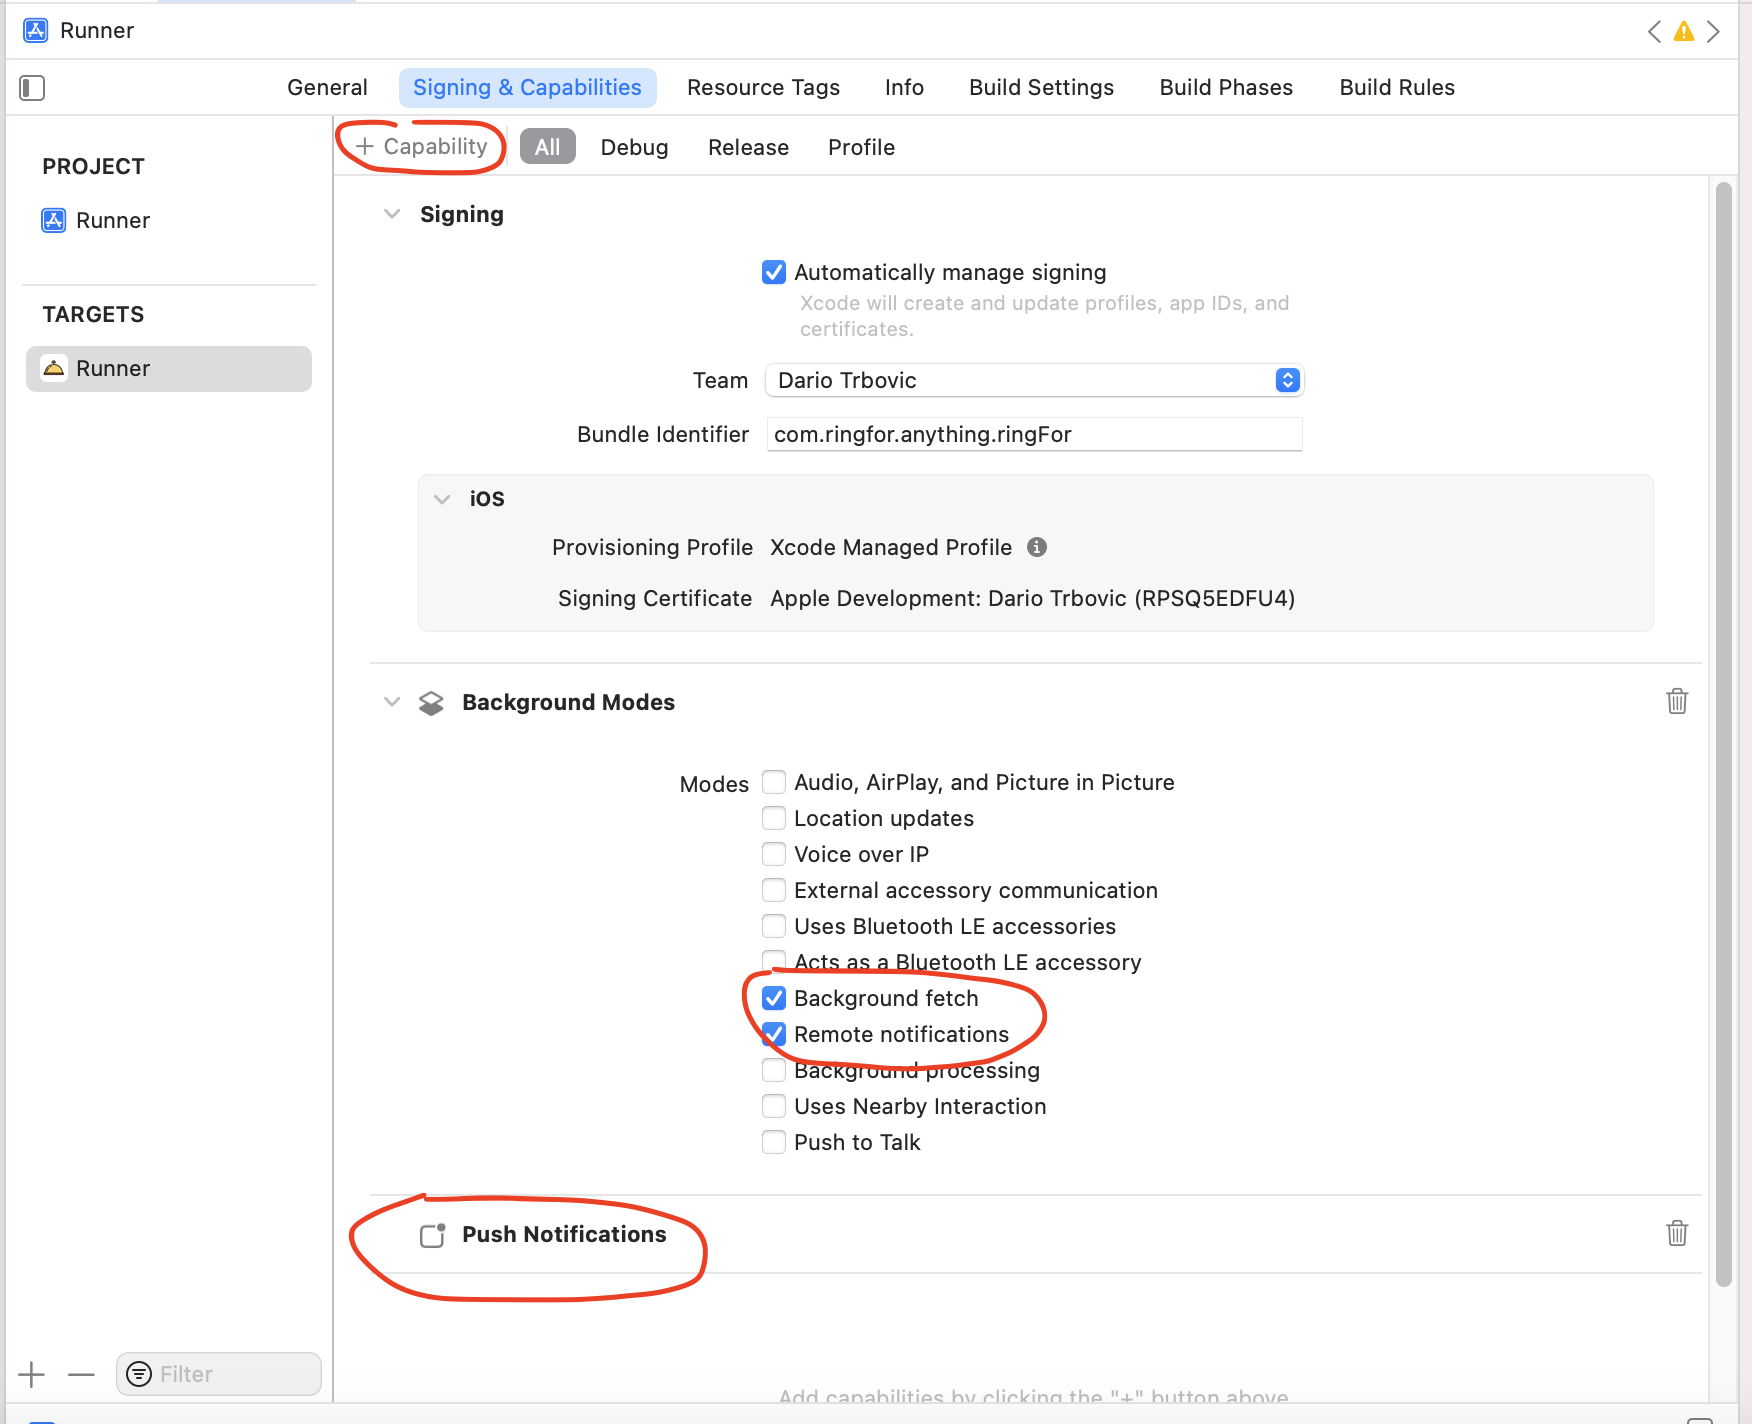 Runner
General Signing & Capabilities Resource Tags Info Build Settings Build Phases Build Rules
+ Capability All Debug Release Profile
PROJECT
Runner
TARGETS
Runner
Signing
Automatically manage signing
Xcode will create and update profiles, app IDs, and
certificates.
Team Dario Trbovic
Bundle Identifier com.ringfor.anything.ringFor
iOS
Provisioning Profile Xcode Managed Profile
Signing Certificate Apple Development: Dario Trbovic (RPSQ5EDFU4)
Background Modes
Modes Audio, AirPlay, and Picture in Picture
Location updates
Voice over IP
External accessory communication
Uses Bluetooth LE accessories
Acts as a Bluetooth LE accessory
Background fetch
Remote notifications
Background processing
Uses Nearby Interaction
Push to Talk
Push Notifications
Filter
Add capabilities by clicking the "+" button above